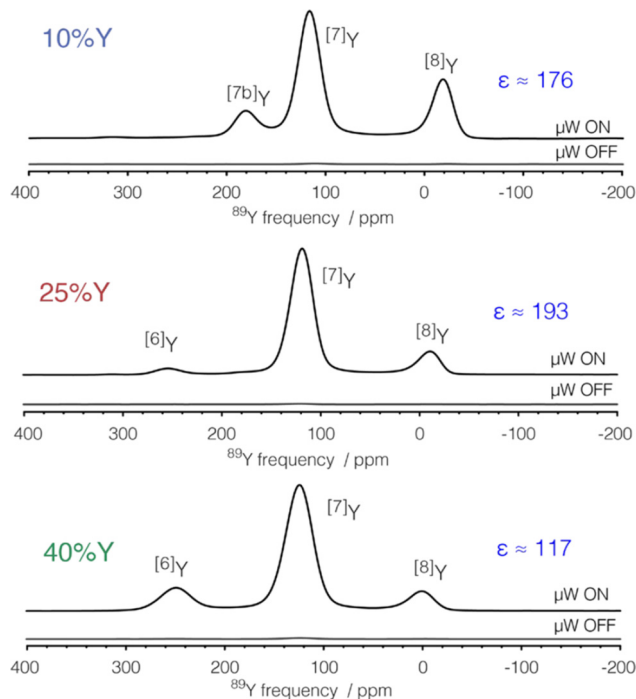 10%Y
[7]Y
[8]Y
[7b]Y
ε ≈ 176
µW ON
µW OFF
400 300 200 100 0 -100 -200
89Y frequency / ppm
25%Y
[7]Y
[6]Y
[8]Y
ε ≈ 193
µW ON
µW OFF
400 300 200 100 0 -100 -200
89Y frequency / ppm
40%Y
[7]Y
[6]Y
[8]Y
ε ≈ 117
µW ON
µW OFF
400 300 200 100 0 -100 -200
89Y frequency / ppm